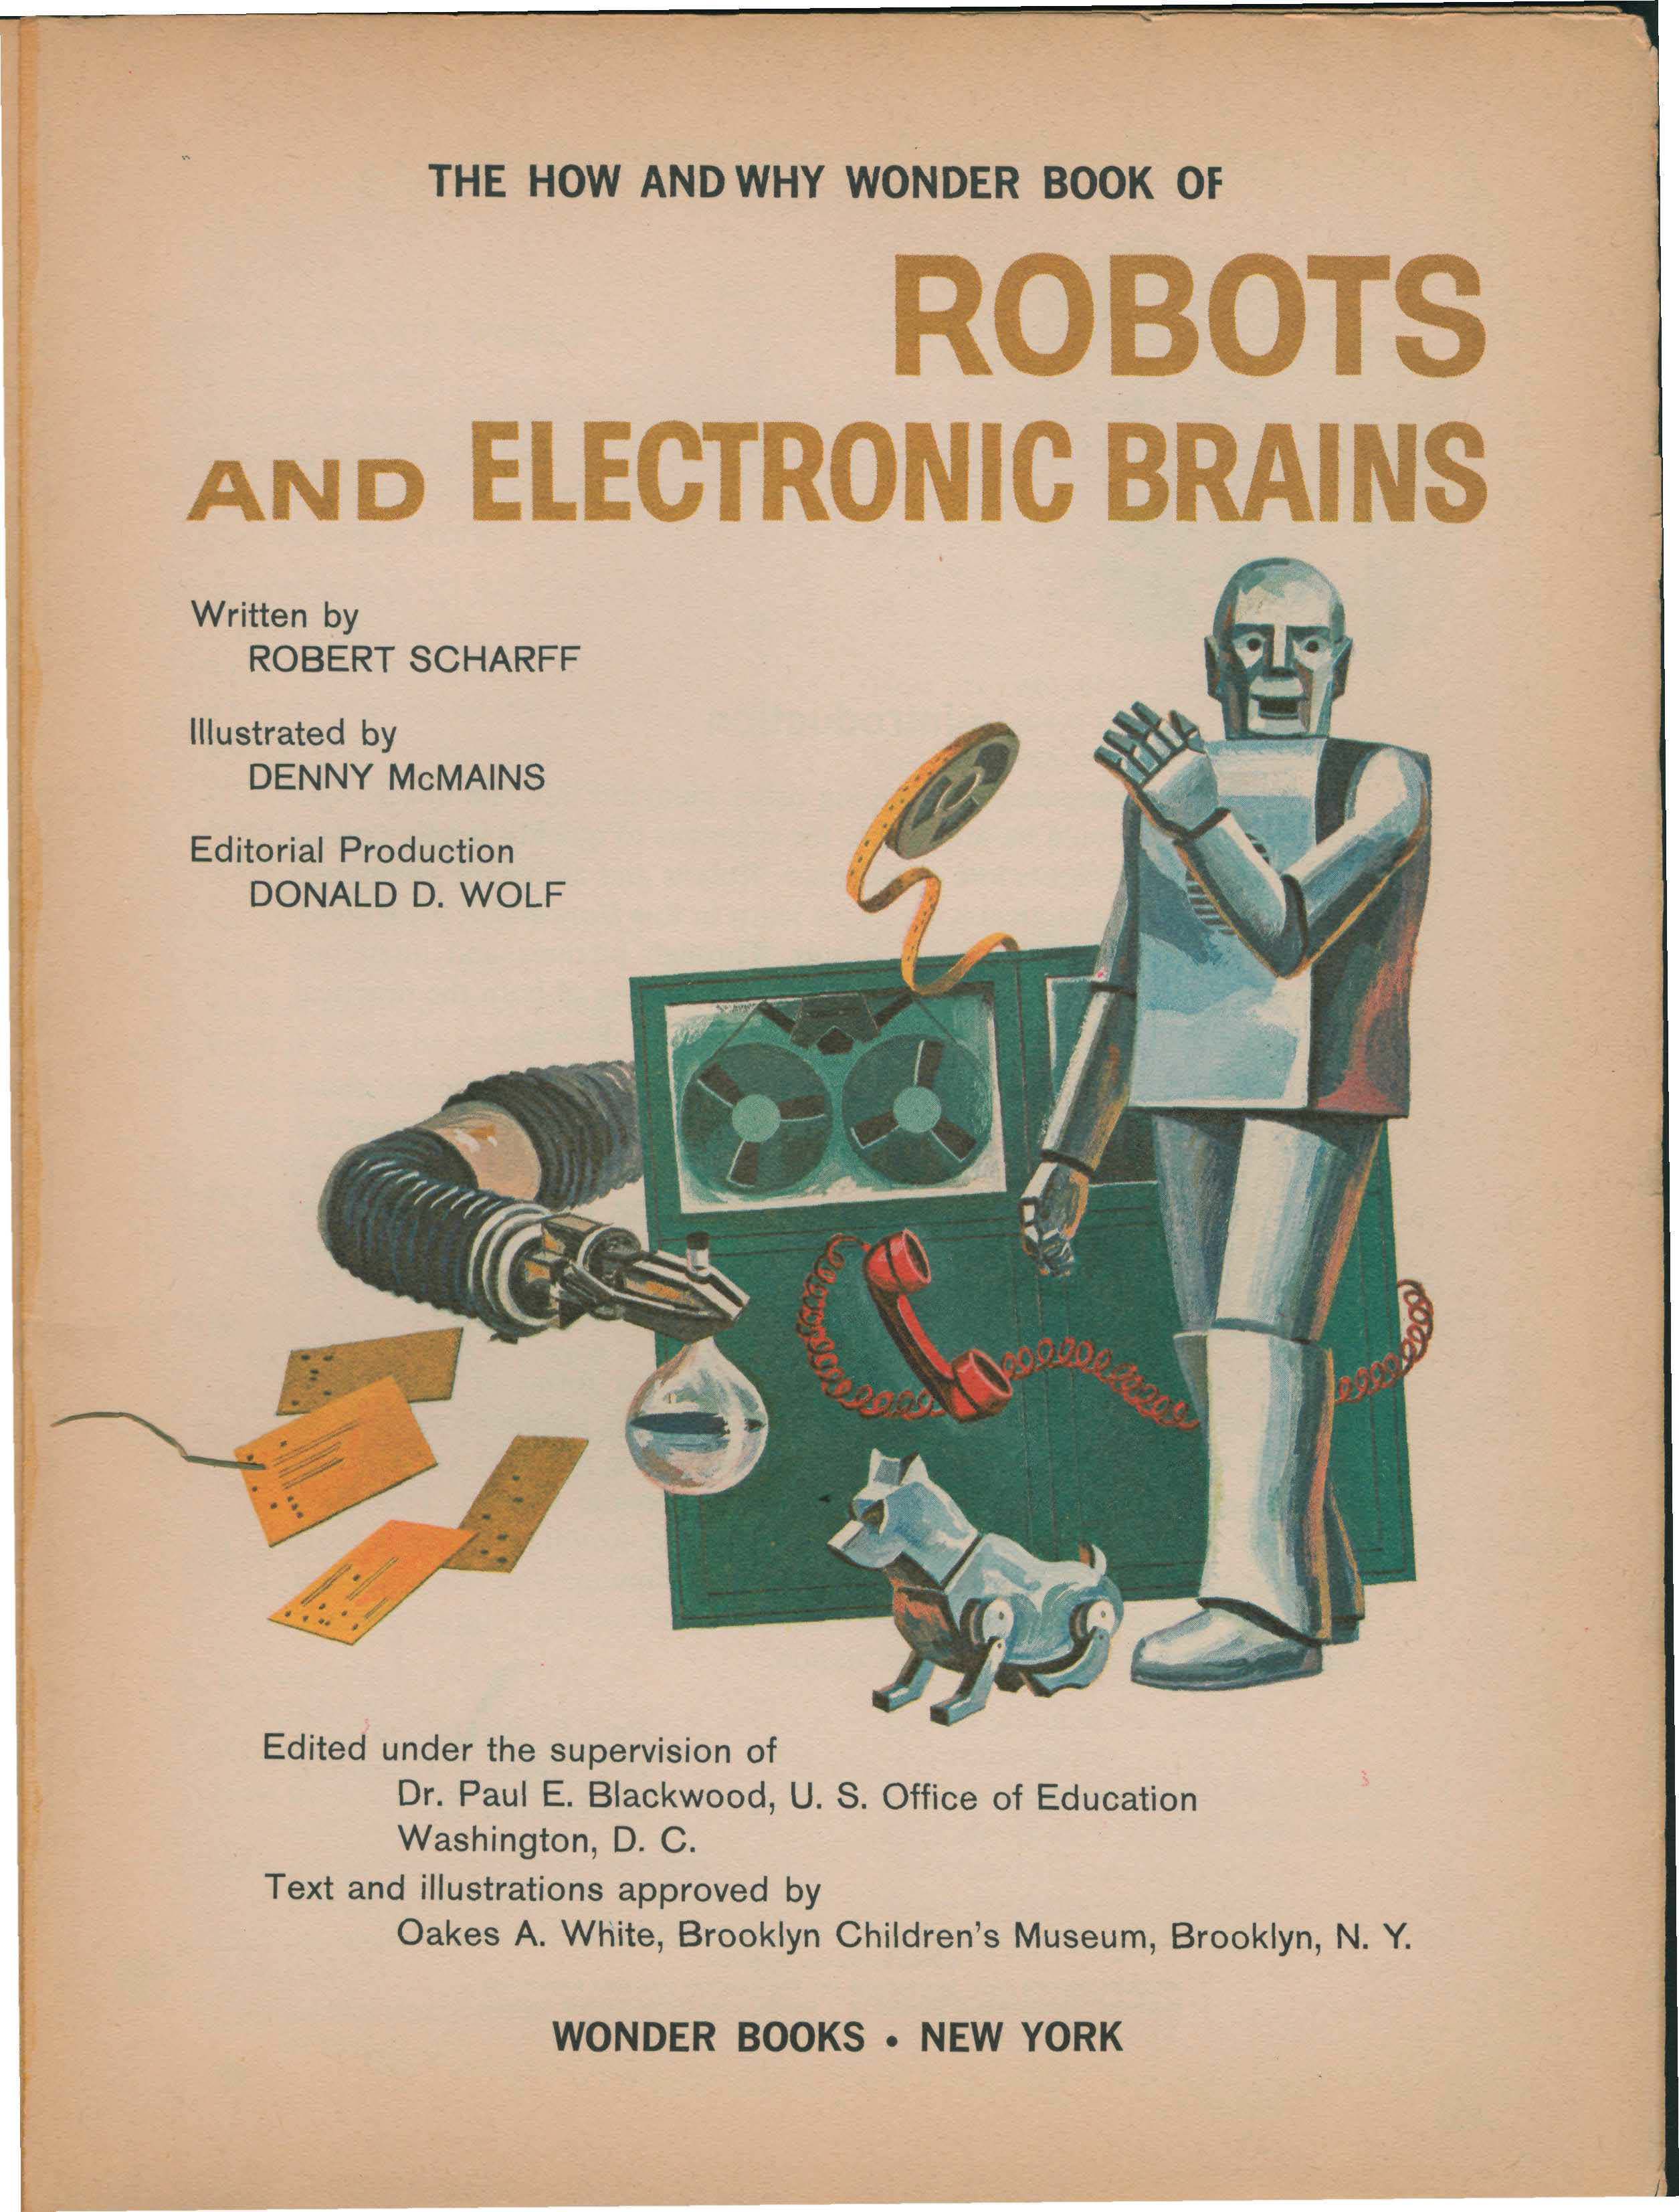 THE HOW AND WHY WONDER BOOK OF
ROBOTS
AND ELECTRONIC BRAINS
Written by
ROBERT SCHARFF
Illustrated by
DENNY McMAINS
Editorial Production
DONALD D. WOLF
Edited under the supervision of
Dr. Paul E. Blackwood, U. S. Office of Education
Washington, D. C.
Text and illustrations approved by
Oakes A. White, Brooklyn Children's Museum, Brooklyn, N. Y.
WONDER BOOKS • NEW YORK